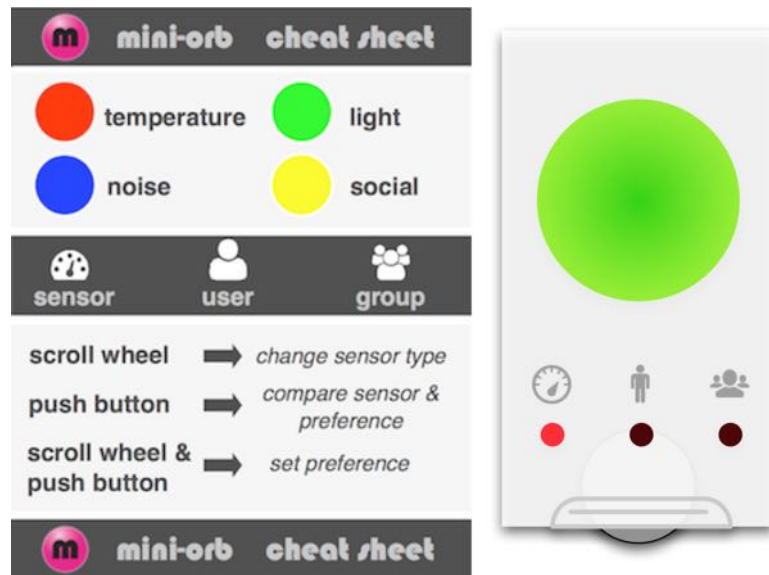 m mini-orb cheat sheet
temperature light
noise social
sensor user group
scroll wheel change sensor type
push button compare sensor &
preference
scroll wheel &
push button set preference
m mini-orb cheat sheet